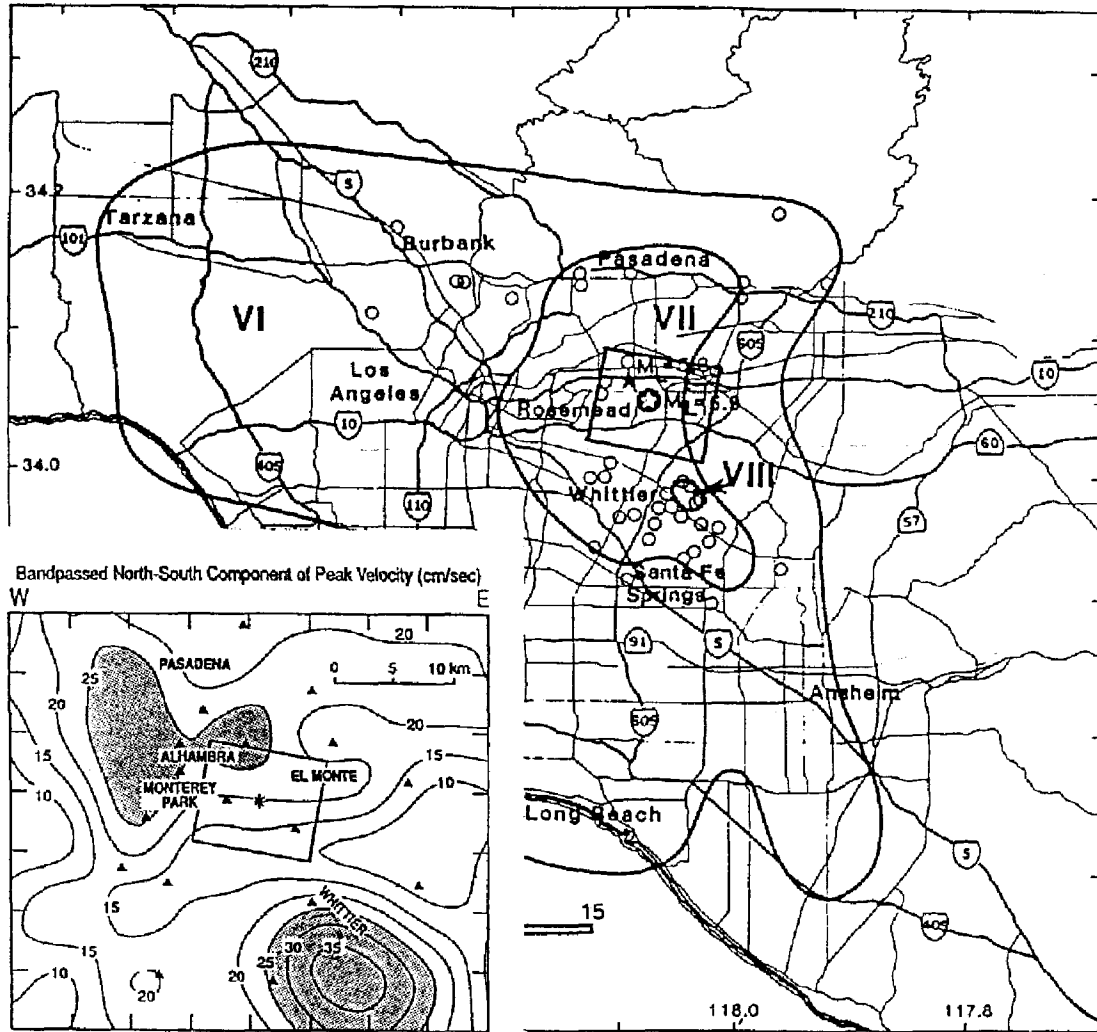 210
34.2
5
Tarzana
101
Burbank
Pasadena
VI
VII
210
605
Los
Angeles
10
Rosemead
M
10
60
34.0
405
110
Whittier
VIII
57
Santa Fe
Springs
91
5
Anaheim
605
Long Beach
5
405
15
118.0
117.8
Bandpassed North-South Component of Peak Velocity (cm/sec)
W
E
20
PASADENA
0 5 10 km
25
20
20
15
15
10
10
ALHAMBRA
EL MONTE
MONTEREY
PARK
15
WHITTIER
15
30
35
25
20
10
20